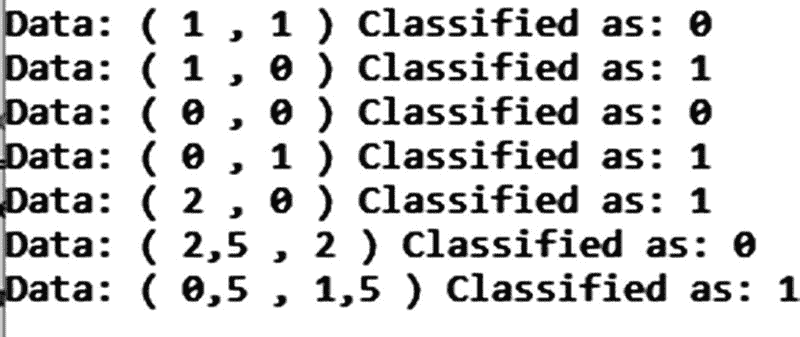 Data: ( 1 , 1 ) Classified as: 0
Data: ( 1 , 0 ) Classified as: 1
Data: ( 0 , 0 ) Classified as: 0
Data: ( 0 , 1 ) Classified as: 1
Data: ( 2 , 0 ) Classified as: 1
Data: ( 2,5 , 2 ) Classified as: 0
Data: ( 0,5 , 1,5 ) Classified as: 1